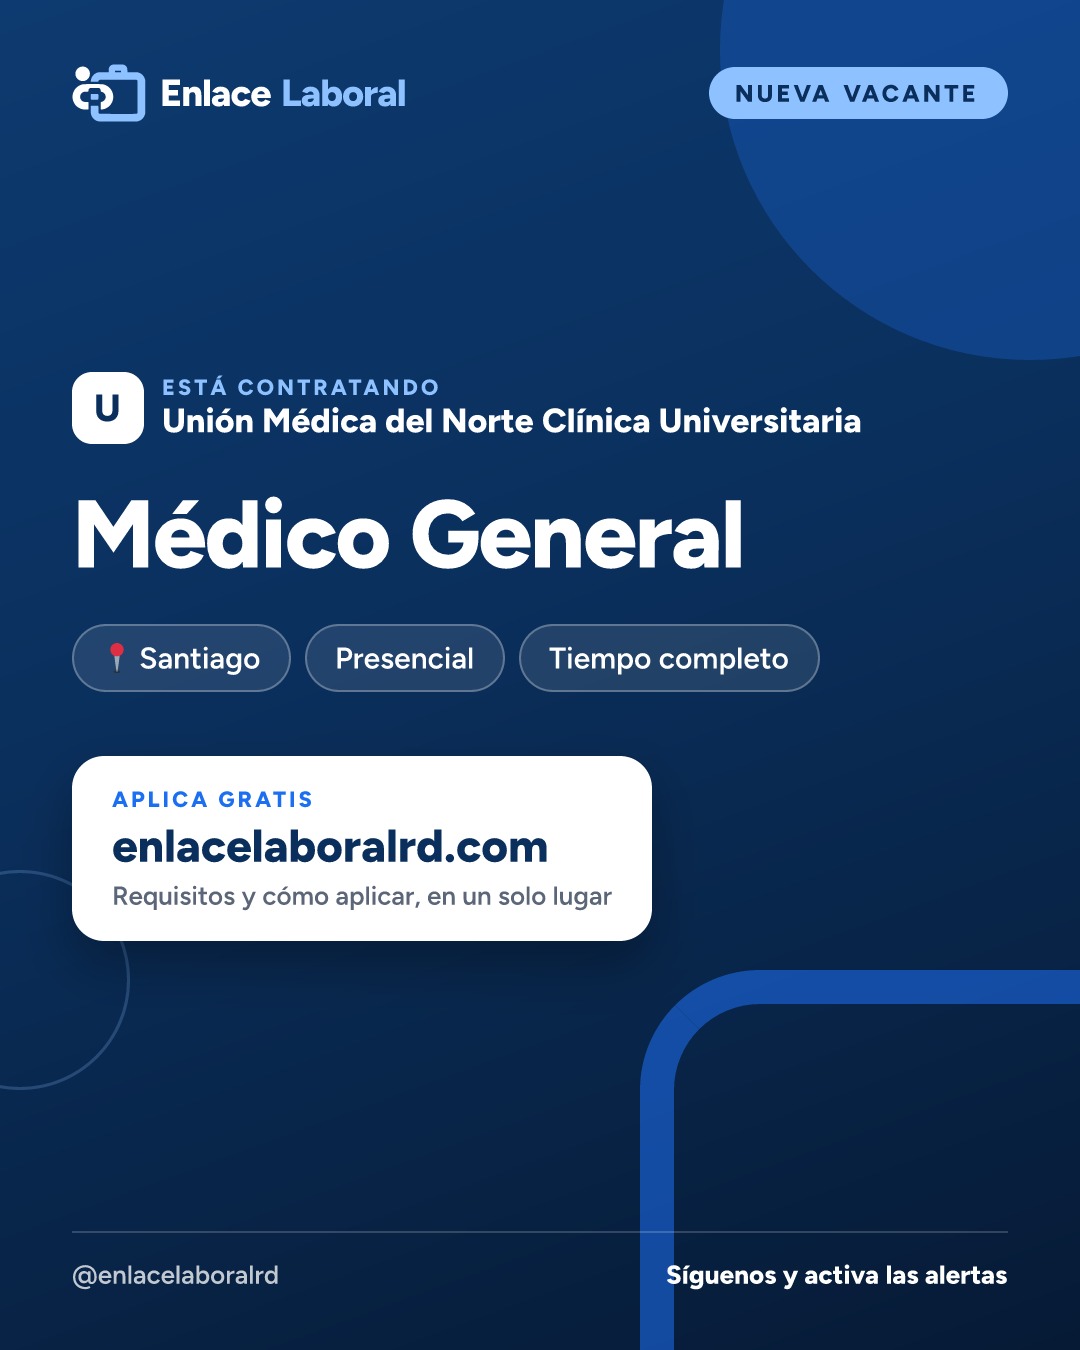 Enlace Laboral
NUEVA VACANTE
U
ESTÁ CONTRATANDO
Unión Médica del Norte Clínica Universitaria
Médico General
📍 Santiago
Presencial
Tiempo completo
APLICA GRATIS
enlacelaboralrd.com
Requisitos y cómo aplicar, en un solo lugar
@enlacelaboralrd
Síguenos y activa las alertas